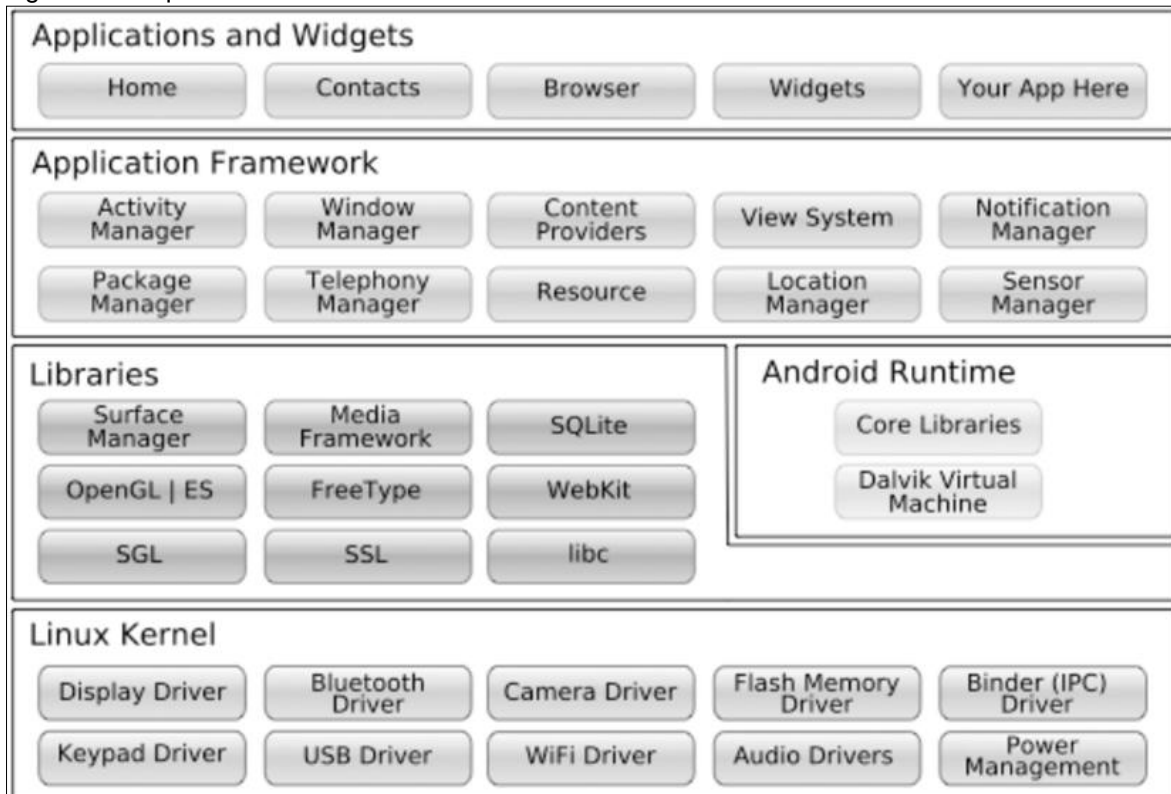 Applications and Widgets
Home
Contacts
Browser
Widgets
Your App Here
Application Framework
Activity
Manager
Window
Manager
Content
Providers
View System
Notification
Manager
Package
Manager
Telephony
Manager
Resource
Location
Manager
Sensor
Manager
Libraries
Surface
Manager
Media
Framework
SQLite
OpenGL | ES
FreeType
WebKit
SGL
SSL
libc
Android Runtime
Core Libraries
Dalvik Virtual
Machine
Linux Kernel
Display Driver
Bluetooth
Driver
Camera Driver
Flash Memory
Driver
Binder (IPC)
Driver
Keypad Driver
USB Driver
WiFi Driver
Audio Drivers
Power
Management